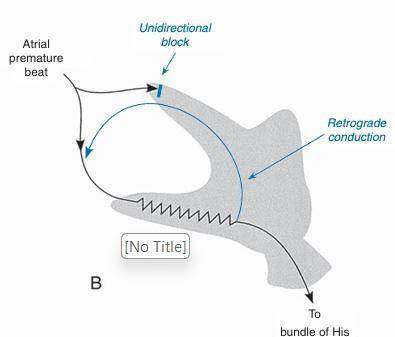 Unidirectional
block
Atrial
premature
beat
Retrograde
conduction
[No Title]
B
To
bundle of His